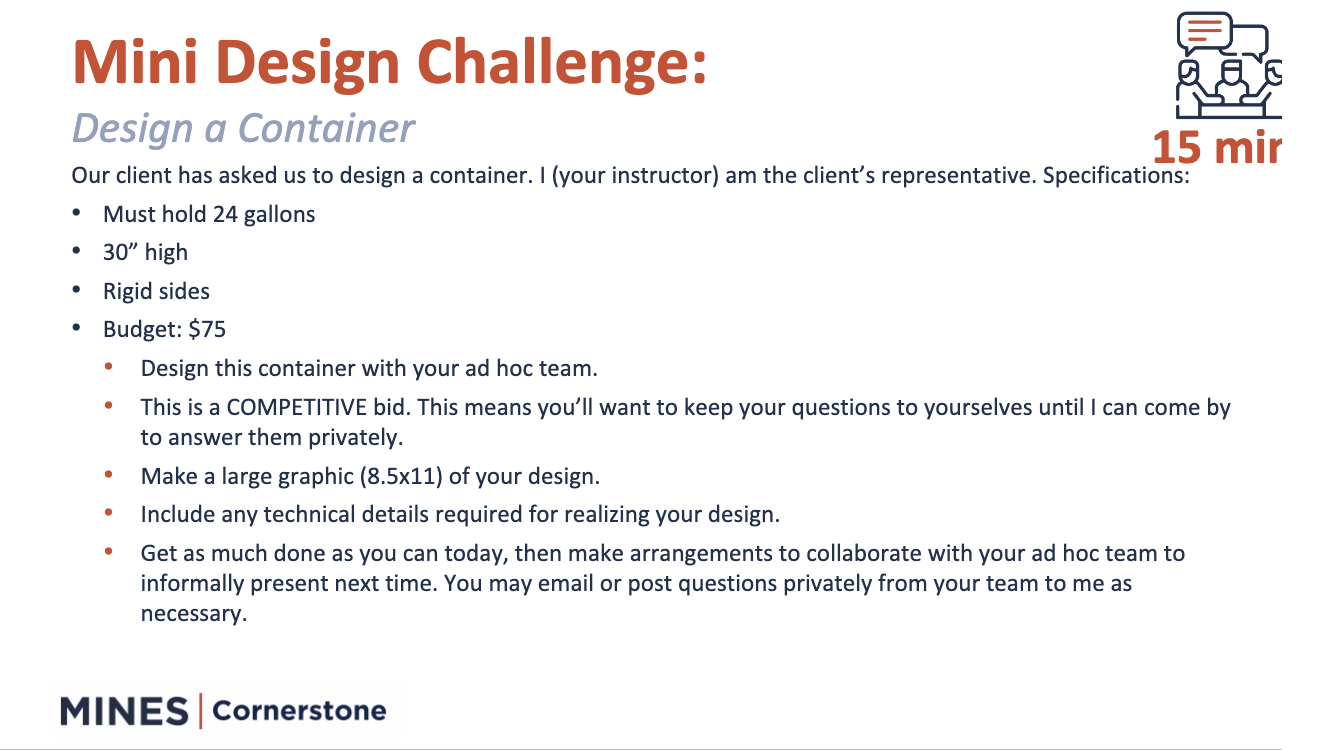 Mini Design Challenge:
Design a Container
15 min
Our client has asked us to design a container. I (your instructor) am the client’s representative. Specifications:
• Must hold 24 gallons
• 30” high
• Rigid sides
• Budget: $75
• Design this container with your ad hoc team.
• This is a COMPETITIVE bid. This means you’ll want to keep your questions to yourselves until I can come by
to answer them privately.
• Make a large graphic (8.5x11) of your design.
• Include any technical details required for realizing your design.
• Get as much done as you can today, then make arrangements to collaborate with your ad hoc team to
informally present next time. You may email or post questions privately from your team to me as
necessary.
MINES | Cornerstone